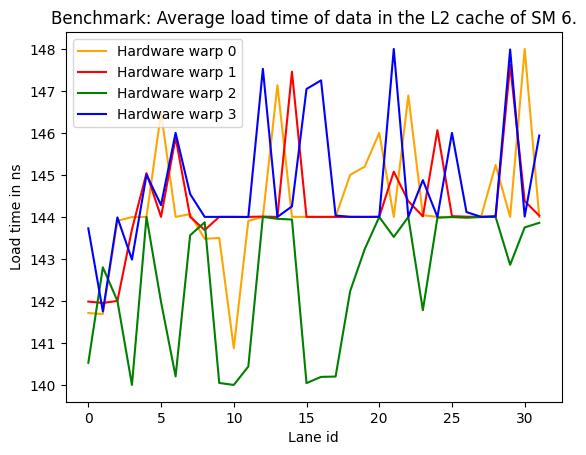 Benchmark: Average load time of data in the L2 cache of SM 6.
Hardware warp 0
Hardware warp 1
Hardware warp 2
Hardware warp 3
Load time in ns
148
147
146
145
144
143
142
141
140
0 5 10 15 20 25 30
Lane id